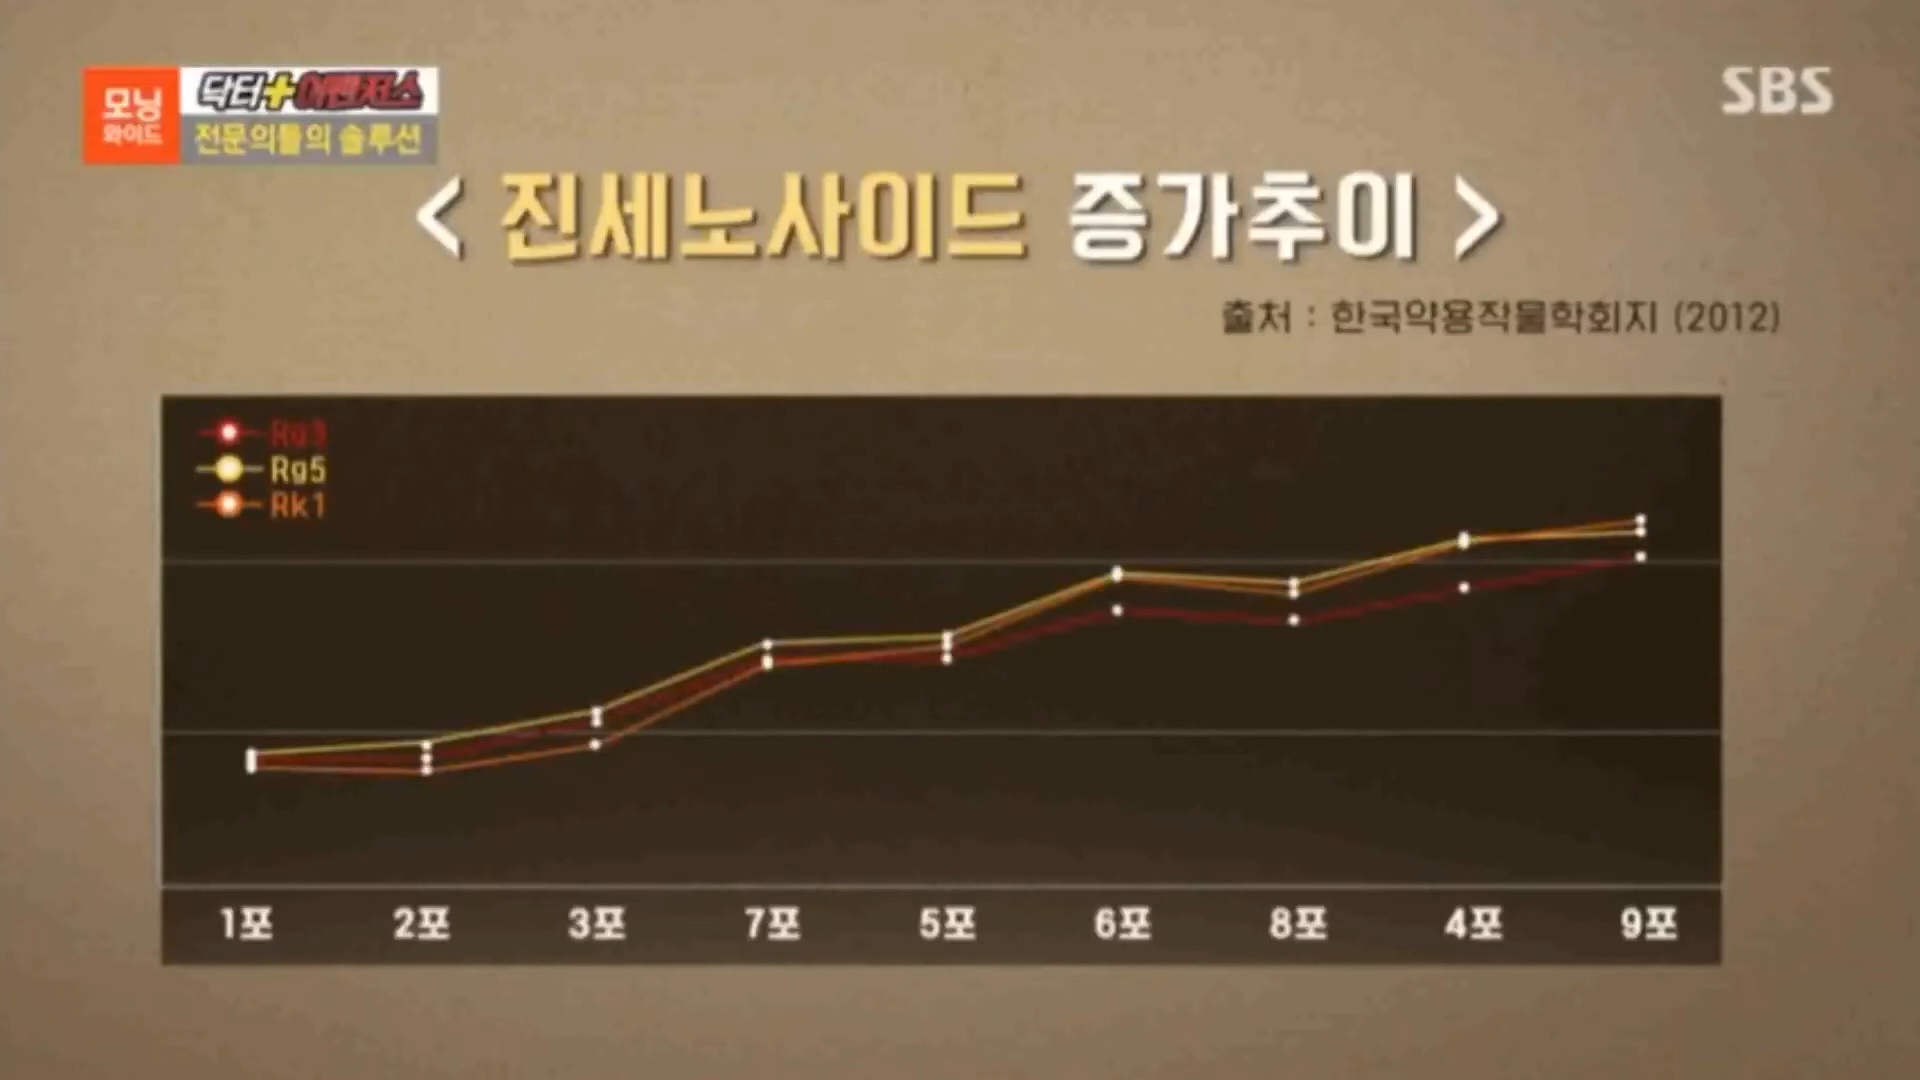 모닝
와이드
닥터+어벤저스
전문의들의 솔루션
SBS
< 진세노사이드 증가추이 >
출처 : 한국약용작물학회지 (2012)
Rg3
Rg5
Rk1
1포 2포 3포 7포 5포 6포 8포 4포 9포